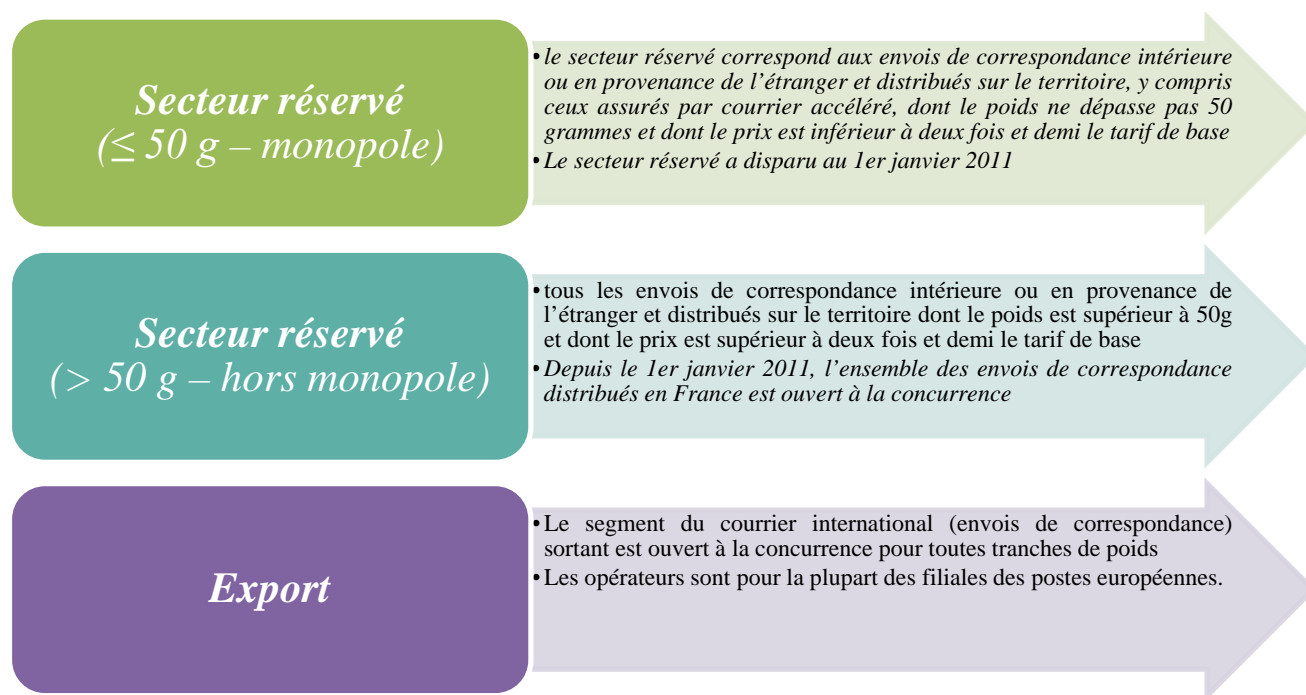 Secteur réservé
(≤ 50 g – monopole)
• le secteur réservé correspond aux envois de correspondance intérieure
ou en provenance de l’étranger et distribués sur le territoire, y compris
ceux assurés par courrier accéléré, dont le poids ne dépasse pas 50
grammes et dont le prix est inférieur à deux fois et demi le tarif de base
• Le secteur réservé a disparu au 1er janvier 2011
Secteur réservé
(> 50 g – hors monopole)
• tous les envois de correspondance intérieure ou en provenance de
l’étranger et distribués sur le territoire dont le poids est supérieur à 50g
et dont le prix est supérieur à deux fois et demi le tarif de base
• Depuis le 1er janvier 2011, l’ensemble des envois de correspondance
distribués en France est ouvert à la concurrence
Export
• Le segment du courrier international (envois de correspondance)
sortant est ouvert à la concurrence pour toutes tranches de poids
• Les opérateurs sont pour la plupart des filiales des postes européennes.